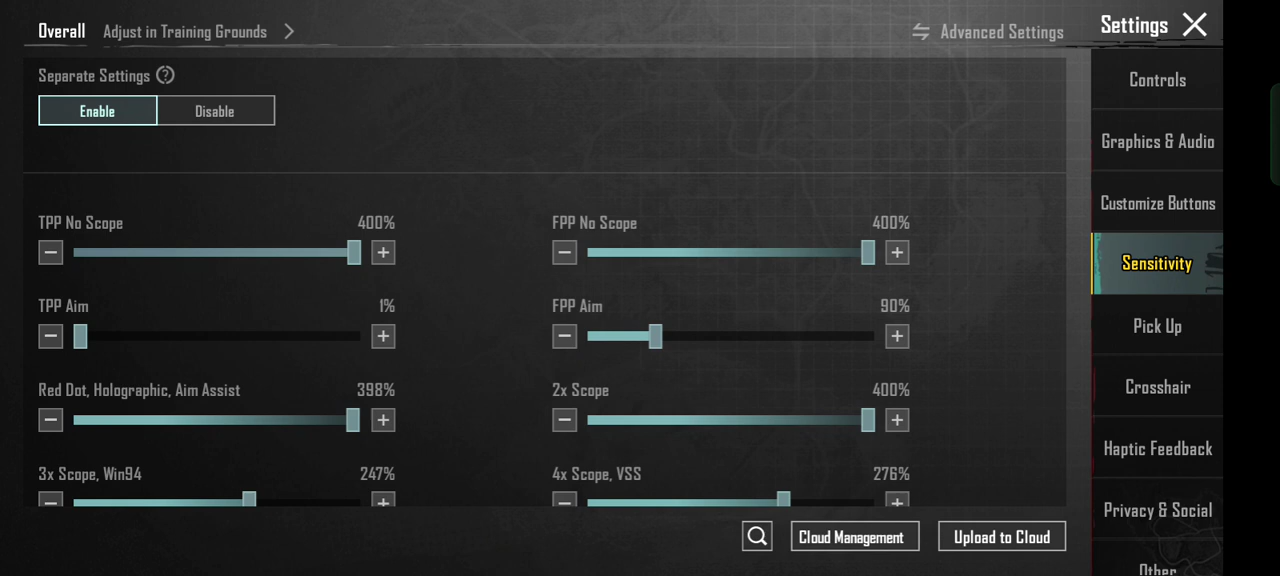 Overall
Adjust in Training Grounds
Advanced Settings
Settings
Separate Settings
Enable
Disable
TPP No Scope 400%
FPP No Scope 400%
TPP Aim 1%
FPP Aim 90%
Red Dot, Holographic, Aim Assist 398%
2x Scope 400%
3x Scope, Win94 247%
4x Scope, VSS 276%
Cloud Management
Upload to Cloud
Controls
Graphics & Audio
Customize Buttons
Sensitivity
Pick Up
Crosshair
Haptic Feedback
Privacy & Social
Other